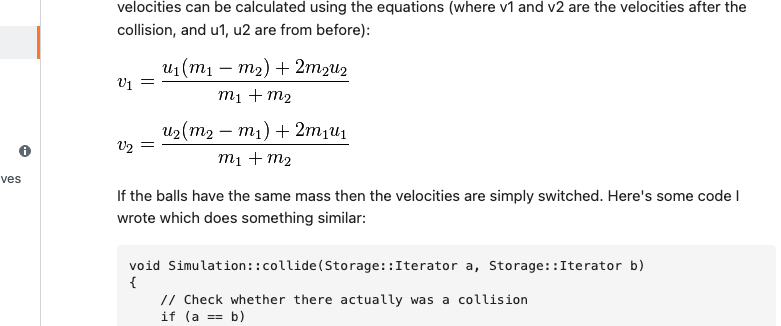 velocities can be calculated using the equations (where v1 and v2 are the velocities after the
collision, and u1, u2 are from before):
v₁ = (u₁(m₁ − m₂) + 2m₂u₂) / (m₁ + m₂)
v₂ = (u₂(m₂ − m₁) + 2m₁u₁) / (m₁ + m₂)
ves
If the balls have the same mass then the velocities are simply switched. Here's some code I
wrote which does something similar:
void Simulation::collide(Storage::Iterator a, Storage::Iterator b)
{
    // Check whether there actually was a collision
    if (a == b)